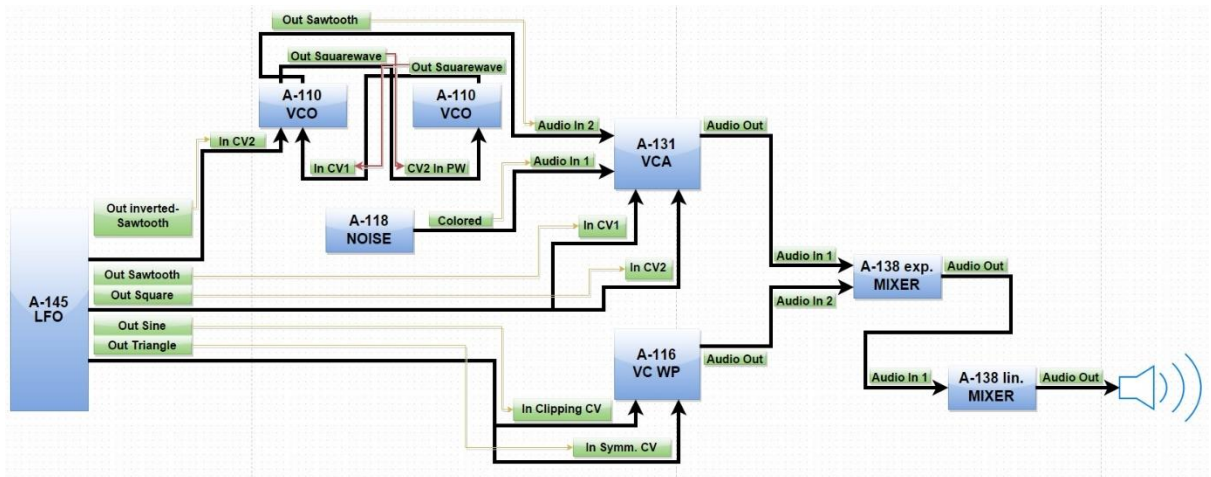 Out Sawtooth
Out Squarewave
Out Squarewave
A-110
VCO
A-110
VCO
In CV2
Audio In 2
Audio Out
A-131
VCA
In CV1
CV2 In PW
Audio In 1
Out inverted-
Sawtooth
A-118
NOISE
Colored
In CV1
Out Sawtooth
In CV2
Out Square
A-145
LFO
Audio In 1
A-138 exp.
MIXER
Audio Out
Audio In 2
Out Sine
Out Triangle
A-116
VC WP
Audio Out
Audio In 1
A-138 lin.
MIXER
Audio Out
In Clipping CV
In Symm. CV